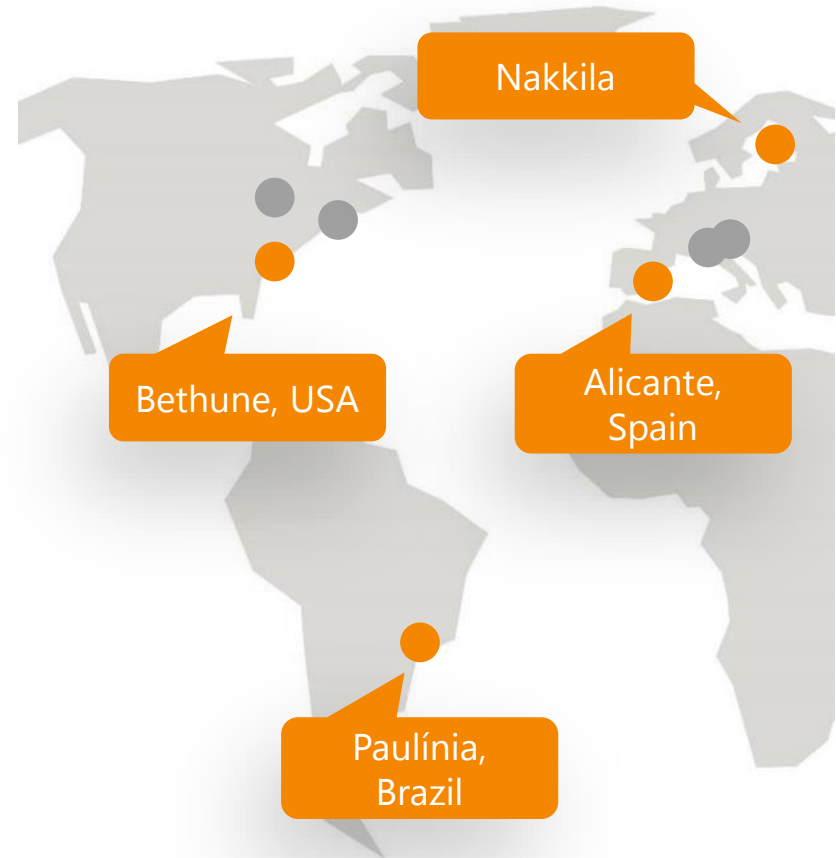 Nakkila
Bethune, USA
Alicante,
Spain
Paulínia,
Brazil